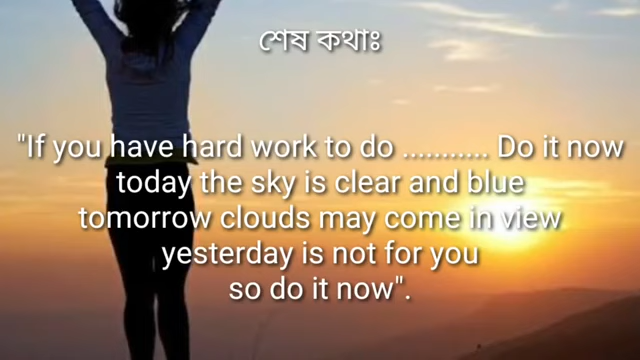 শেষ কথাঃ
"If you have hard work to do ........... Do it now
today the sky is clear and blue
tomorrow clouds may come in view
yesterday is not for you
so do it now".